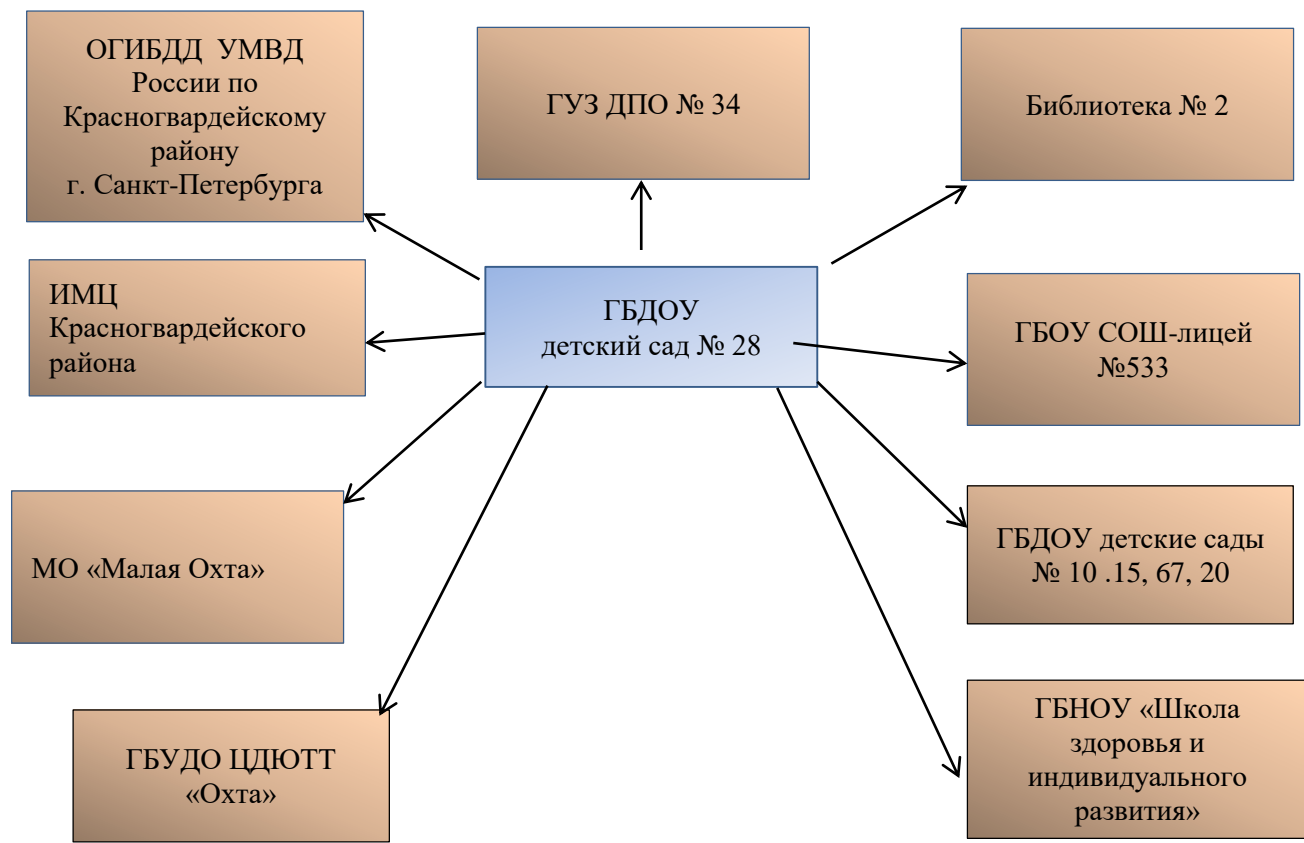 ОГИБДД УМВД
России по
Красногвардейскому
району
г. Санкт-Петербурга
ГУЗ ДПО № 34
Библиотека № 2
ИМЦ
Красногвардейского
района
ГБДОУ
детский сад № 28
ГБОУ СОШ-лицей
№533
МО «Малая Охта»
ГБДОУ детские сады
№ 10 .15, 67, 20
ГБУДО ЦДЮТТ
«Охта»
ГБНОУ «Школа
здоровья и
индивидуального
развития»